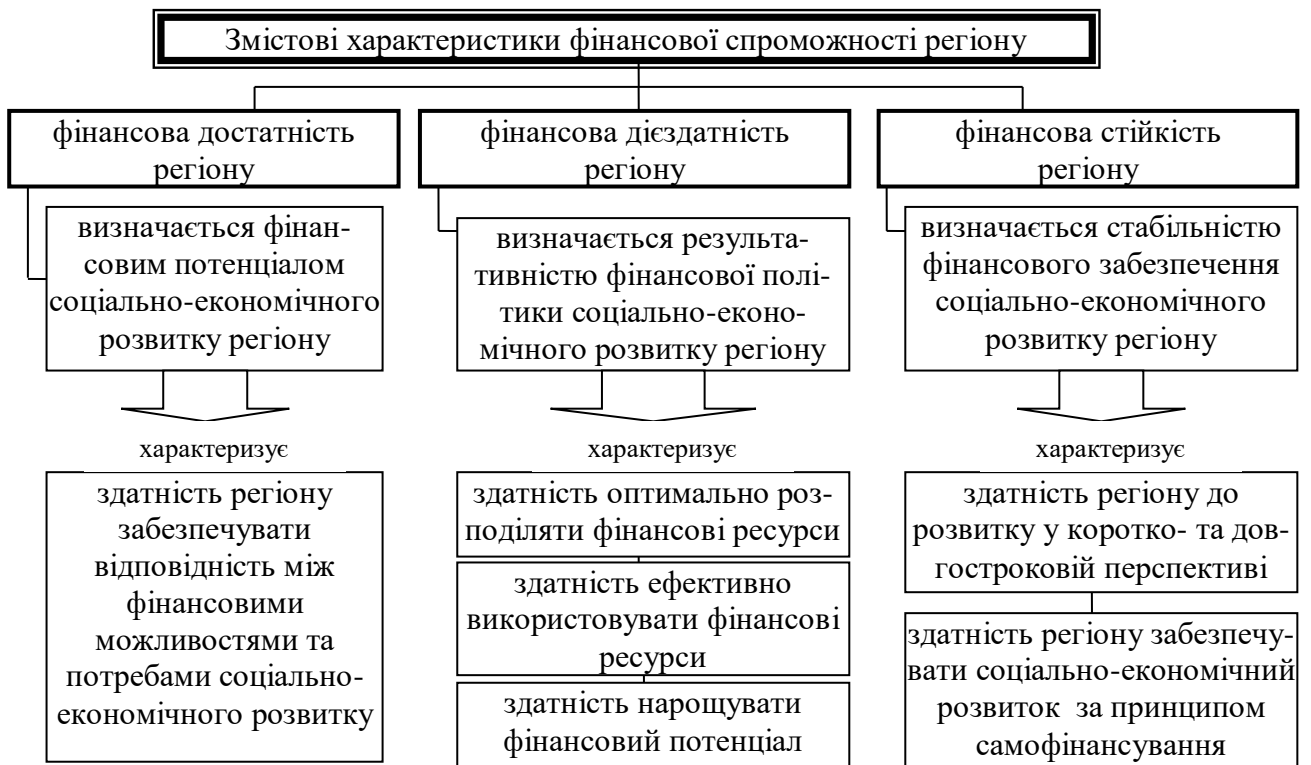 Змістові характеристики фінансової спроможності регіону
фінансова достатність
регіону
визначається фінан-
совим потенціалом
соціально-економічного
розвитку регіону
характеризує
здатність регіону
забезпечувати
відповідність між
фінансовими
можливостями та
потребами соціально-
економічного розвитку
фінансова дієздатність
регіону
визначається результа-
тивністю фінансової полі-
тики соціально-еконо-
мічного розвитку регіону
характеризує
здатність оптимально роз-
поділяти фінансові ресурси
здатність ефективно
використовувати фінансові
ресурси
здатність нарощувати
фінансовий потенціал
фінансова стійкість
регіону
визначається стабільністю
фінансового забезпечення
соціально-економічного
розвитку регіону
характеризує
здатність регіону до
розвитку у коротко- та дов-
гостроковій перспективі
здатність регіону забезпечу-
вати соціально-економічний
розвиток за принципом
самофінансування